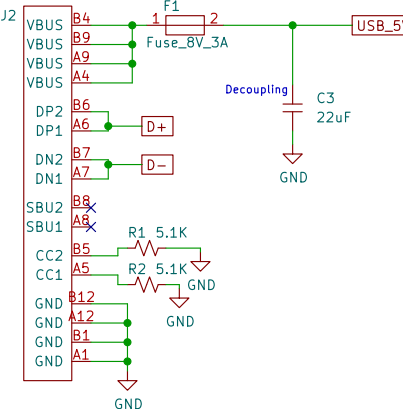 J2
F1
VBUS B4 1 2 USB_5
Fuse_8V_3A
VBUS B9
VBUS A9
VBUS A4
Decoupling
C3
22uF
GND
DP2 B6
DP1 A6 D+
DN2 B7
DN1 A7 D-
SBU2 B8
SBU1 A8
R1 5.1K
CC2 B5
GND
R2 5.1K
CC1 A5
GND
GND B12
GND A12
GND B1
GND A1
GND